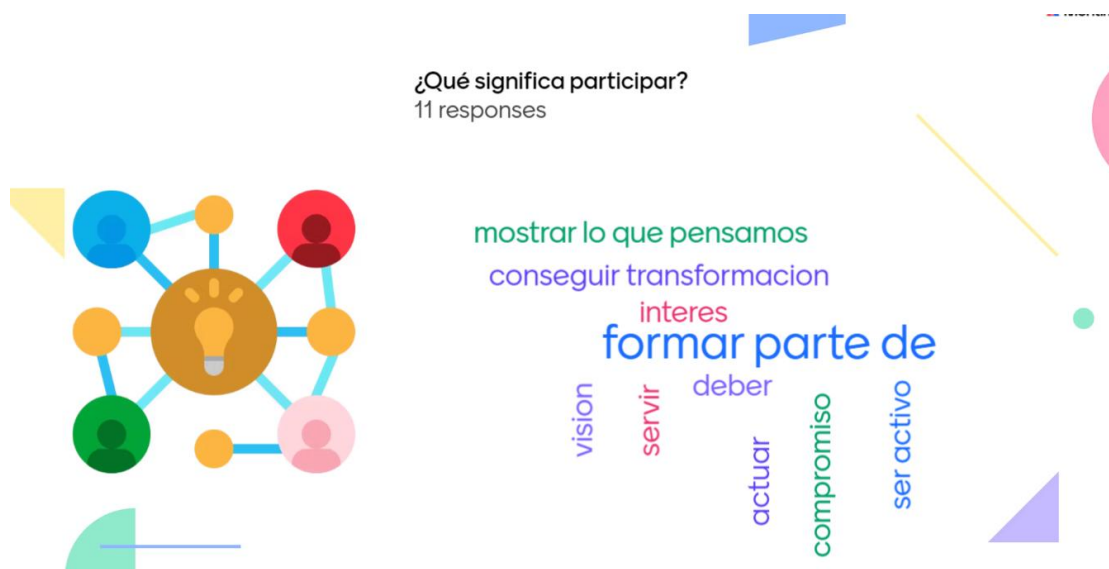 ¿Qué significa participar?
11 responses
mostrar lo que pensamos
conseguir transformacion
interes
formar parte de
deber
vision
servir
actuar
compromiso
ser activo